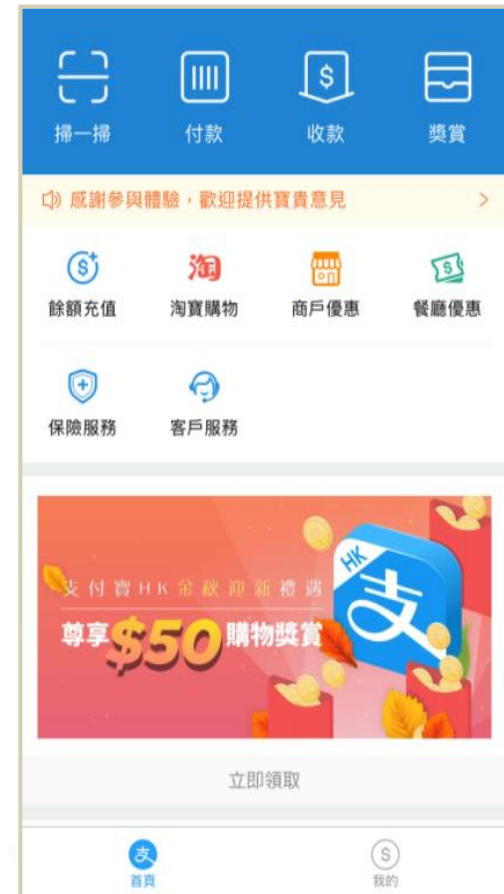 掃一掃 付款 收款 獎賞
感謝參與體驗，歡迎提供寶貴意見 >
餘額充值 淘寶購物 商戶優惠 餐廳優惠
保險服務 客戶服務
支付寶HK金秋迎新禮遇
尊享$50購物獎賞
HK
支
立即領取
首頁 我的